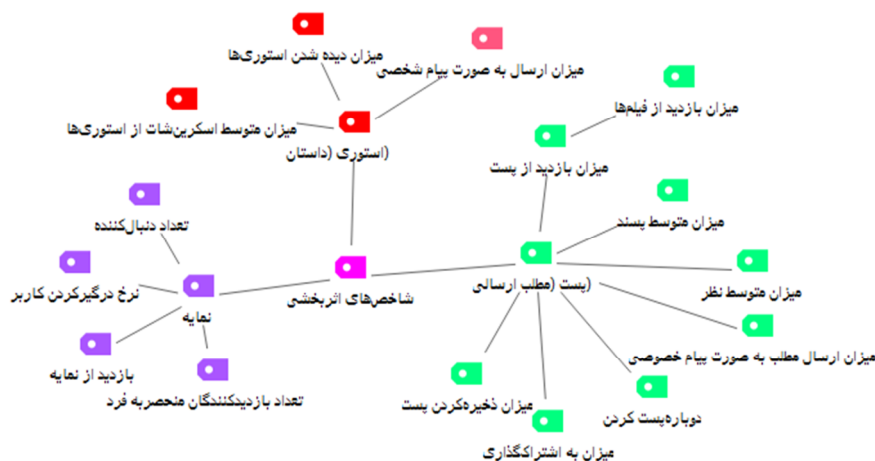 میزان دیده شدن استوری‌ها
میزان ارسال به صورت پیام شخصی
میزان بازدید از فیلم‌ها
میزان متوسط اسکرین‌شات از استوری‌ها
(استوری (داستان
میزان بازدید از پست
تعداد دنبال‌کننده
میزان متوسط پسند
نرخ درگیرکردن کاربر
شاخص‌های اثربخشی
(پست (مطلب ارسالی
میزان متوسط نظر
نمایه
میزان ارسال مطلب به صورت پیام خصوصی
بازدید از نمایه
تعداد بازدیدکنندگان منحصربه فرد
میزان ذخیره‌کردن پست
دوباره‌پست کردن
میزان به اشتراک‌گذاری